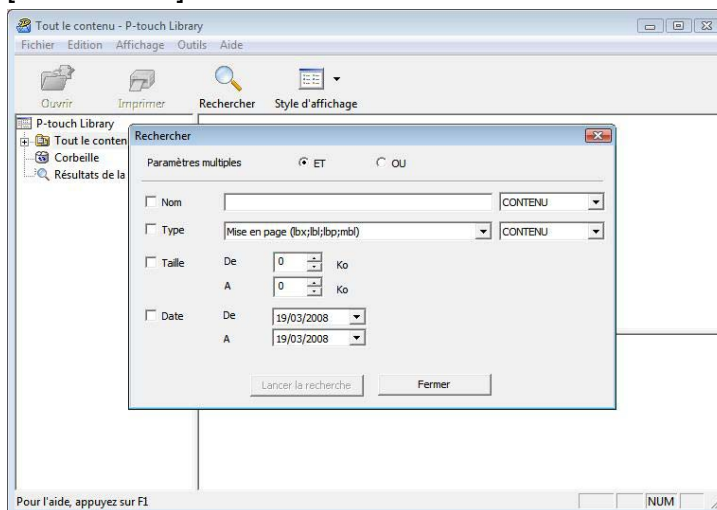 Tout le contenu - P-touch Library
Fichier Edition Affichage Outils Aide
Ouvrir Imprimer Rechercher Style d'affichage
P-touch Library
Tout le conten
Corbeille
Résultats de la
Rechercher
Paramètres multiples ET OU
Nom CONTENU
Type Mise en page (lbx;lbl;lbp;mbl) CONTENU
Taille De 0 Ko
A 0 Ko
Date De 19/03/2008
A 19/03/2008
Lancer la recherche Fermer
Pour l'aide, appuyez sur F1 NUM